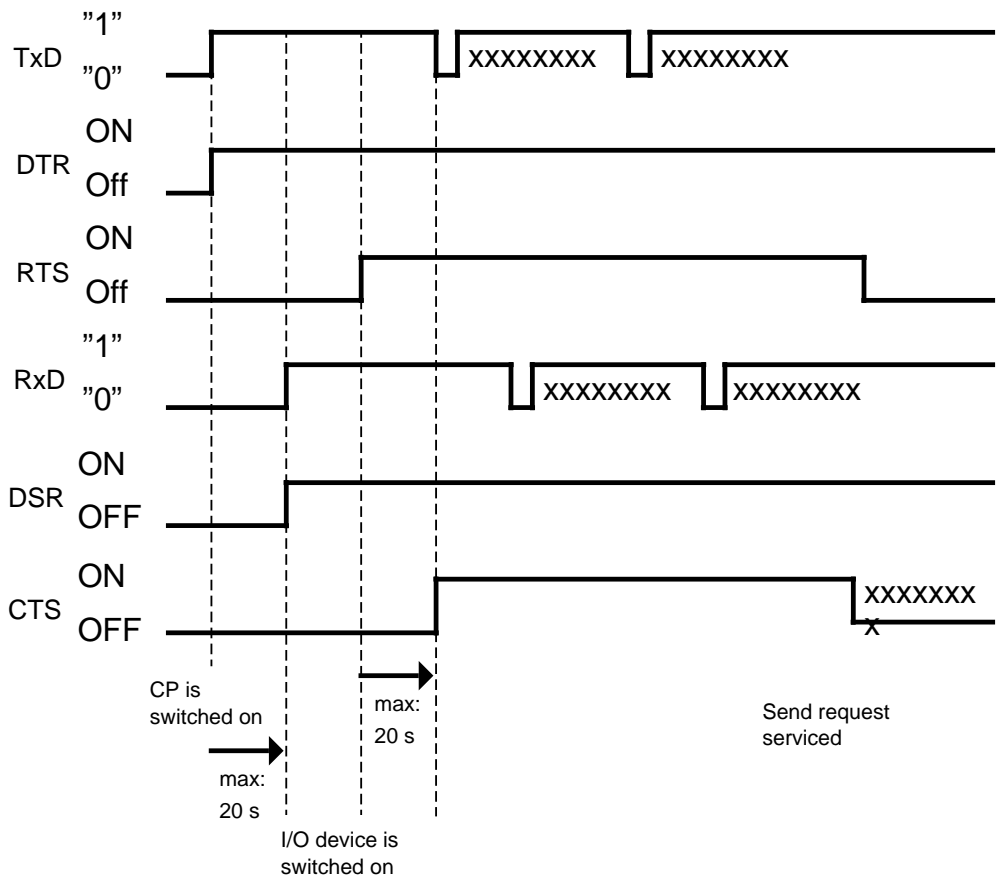 ”1”
TxD
”0”
xxxxxxxx xxxxxxxx
ON
DTR
Off
ON
RTS
Off
”1”
RxD
”0”
xxxxxxxx xxxxxxxx
ON
DSR
OFF
ON
CTS
OFF
xxxxxxx
x
CP is
switched on
max:
20 s
Send request
serviced
max:
20 s
I/O device is
switched on